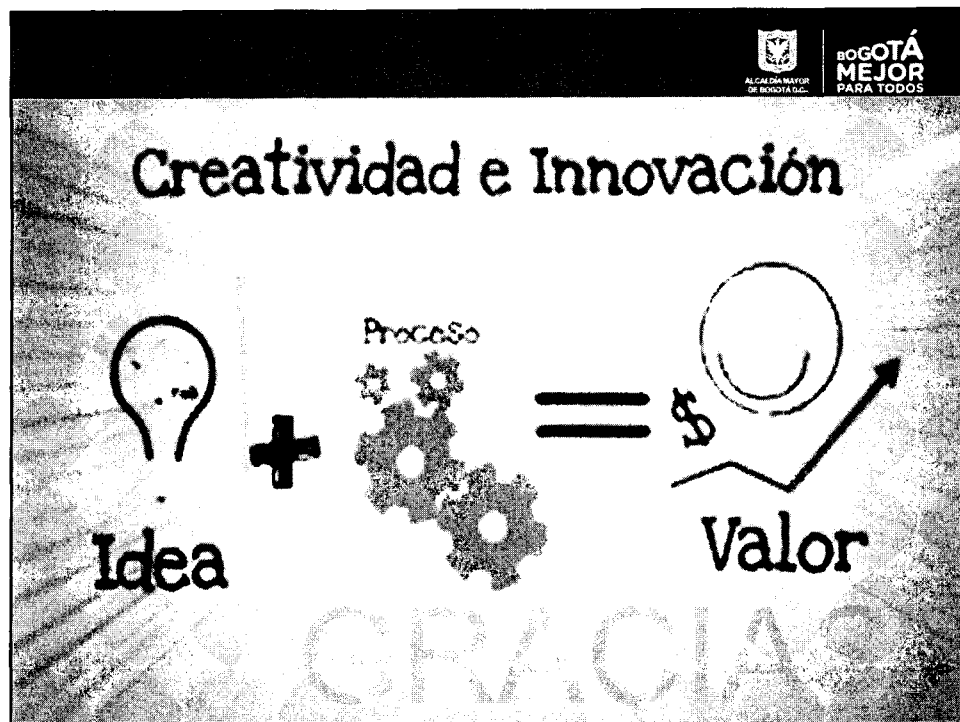 ALCALDÍA MAYOR
DE BOGOTÁ D.C.
BOGOTÁ
MEJOR
PARA TODOS
Creatividad e Innovación
Proceso
$
Idea
Valor
GRACIAS